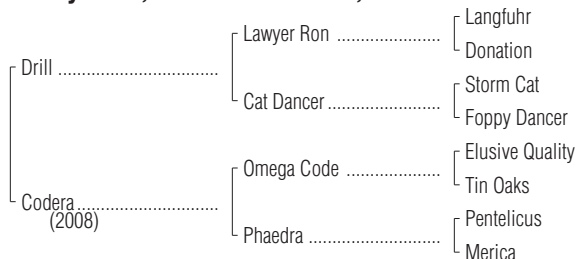 Langfuhr
Lawyer Ron ..................
Donation
Drill .................................
Storm Cat
Cat Dancer .......................
Foppy Dancer
Elusive Quality
Omega Code ...................
Tin Oaks
Codera .............................
(2008)
Pentelicus
Phaedra ...........................
Merica